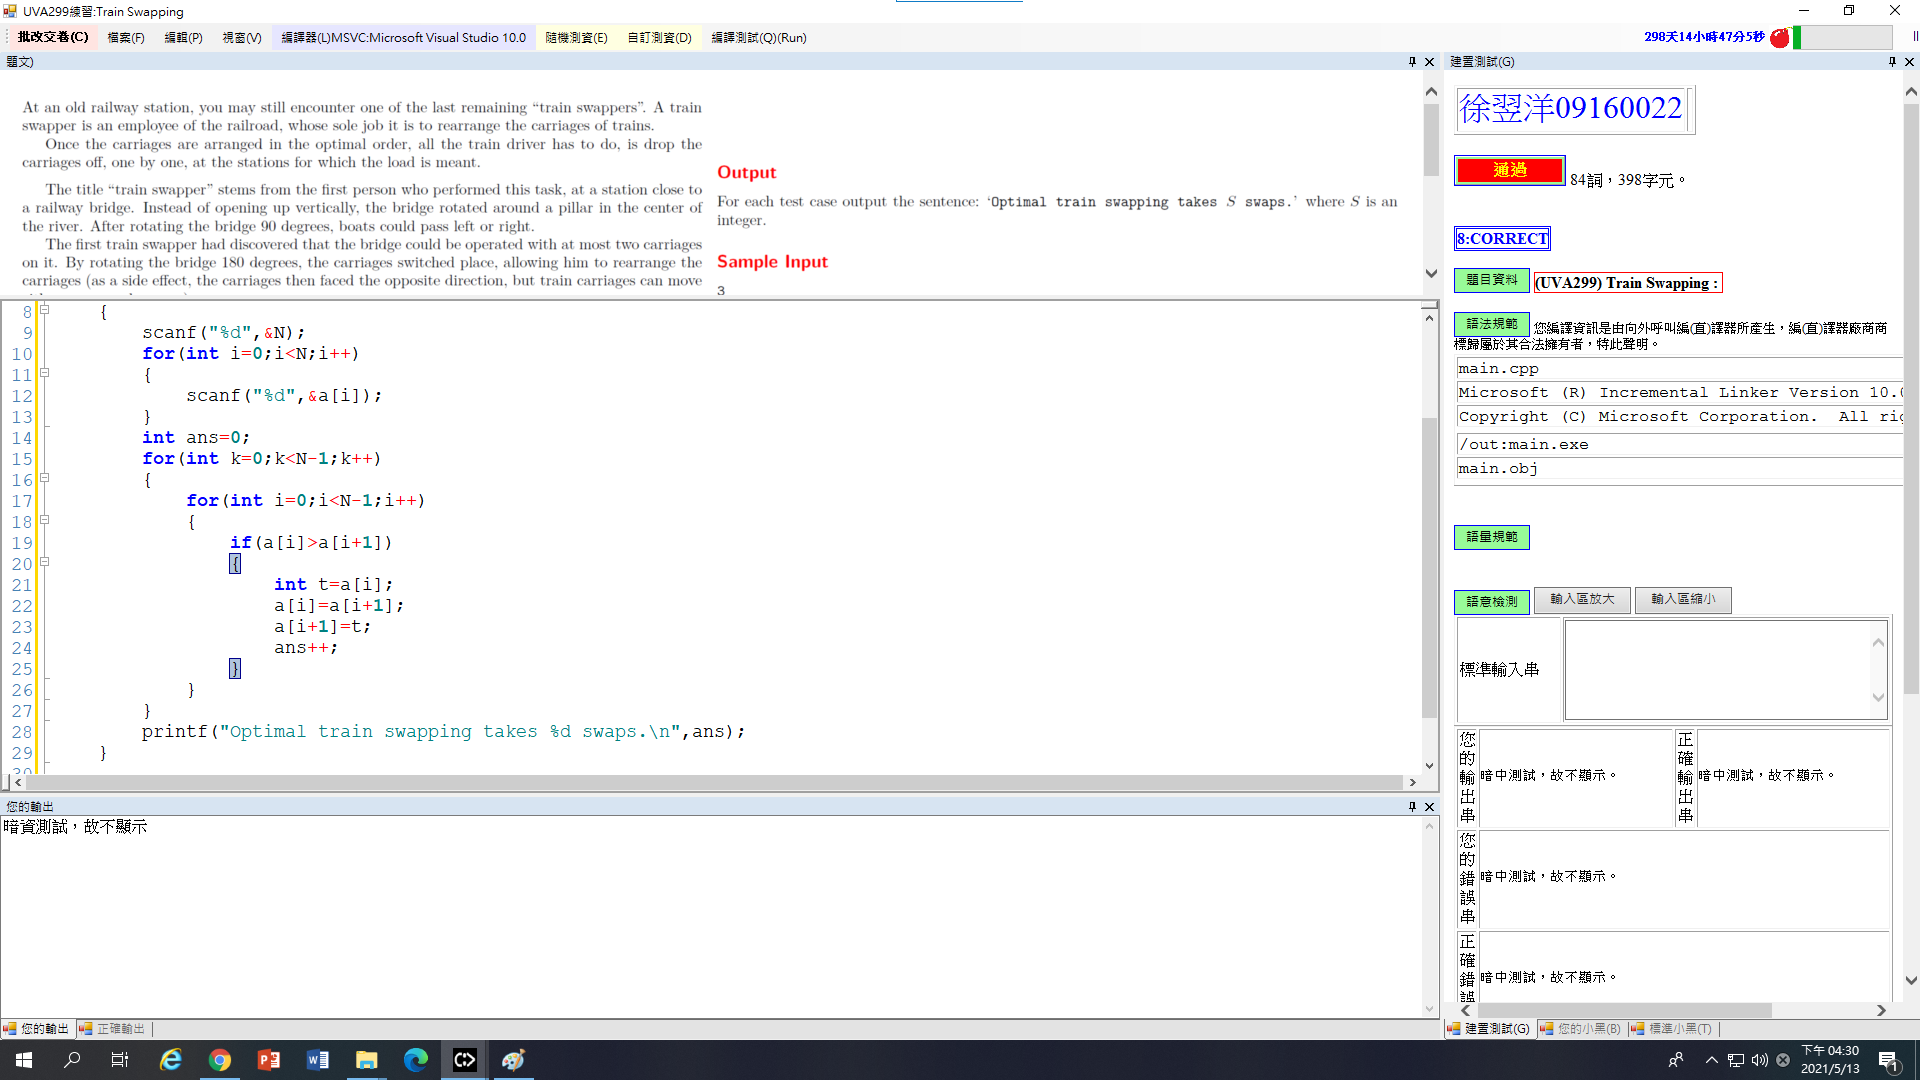 UVA299練習:Train Swapping
批改交卷(C) 檔案(F) 編輯(P) 視窗(V) 編譯器(L)MSVC:Microsoft Visual Studio 10.0 隨機測資(E) 自訂測資(D) 編譯測試(Q)(Run)
298天14小時47分5秒
題文)
At an old railway station, you may still encounter one of the last remaining “train swappers”. A train
swapper is an employee of the railroad, whose sole job it is to rearrange the carriages of trains.
Once the carriages are arranged in the optimal order, all the train driver has to do, is drop the
carriages off, one by one, at the stations for which the load is meant.
The title “train swapper” stems from the first person who performed this task, at a station close to
a railway bridge. Instead of opening up vertically, the bridge rotated around a pillar in the center of
the river. After rotating the bridge 90 degrees, boats could pass left or right.
The first train swapper had discovered that the bridge could be operated with at most two carriages
on it. By rotating the bridge 180 degrees, the carriages switched place, allowing him to rearrange the
carriages (as a side effect, the carriages then faced the opposite direction, but train carriages can move
Output
For each test case output the sentence: ‘Optimal train swapping takes S swaps.’ where S is an
integer.
Sample Input
3
8 {
9 scanf("%d",&N);
10 for(int i=0;i<N;i++)
11 {
12 scanf("%d",&a[i]);
13 }
14 int ans=0;
15 for(int k=0;k<N-1;k++)
16 {
17 for(int i=0;i<N-1;i++)
18 {
19 if(a[i]>a[i+1])
20 {
21 int t=a[i];
22 a[i]=a[i+1];
23 a[i+1]=t;
24 ans++;
25 }
26 }
27 }
28 printf("Optimal train swapping takes %d swaps.\n",ans);
29 }
30
您的輸出
暗資測試，故不顯示
您的輸出 正確輸出
建置測試(G)
徐翌洋09160022
通過 84詞，398字元。
8:CORRECT
題目資料 (UVA299) Train Swapping :
語法規範 您編譯資訊是由向外呼叫編(直)譯器所產生，編(直)譯器廠商商
標歸屬於其合法擁有者，特此聲明。
main.cpp
Microsoft (R) Incremental Linker Version 10.0
Copyright (C) Microsoft Corporation. All rig
/out:main.exe
main.obj
語量規範
語意檢測 輸入區放大 輸入區縮小
標準輸入串
您的輸出串 暗中測試，故不顯示。 正確輸出串 暗中測試，故不顯示。
您的錯誤串 暗中測試，故不顯示。
正確錯誤 暗中測試，故不顯示。
建置測試(G) 您的小黑(B) 標準小黑(T)
下午 04:30
2021/5/13
1